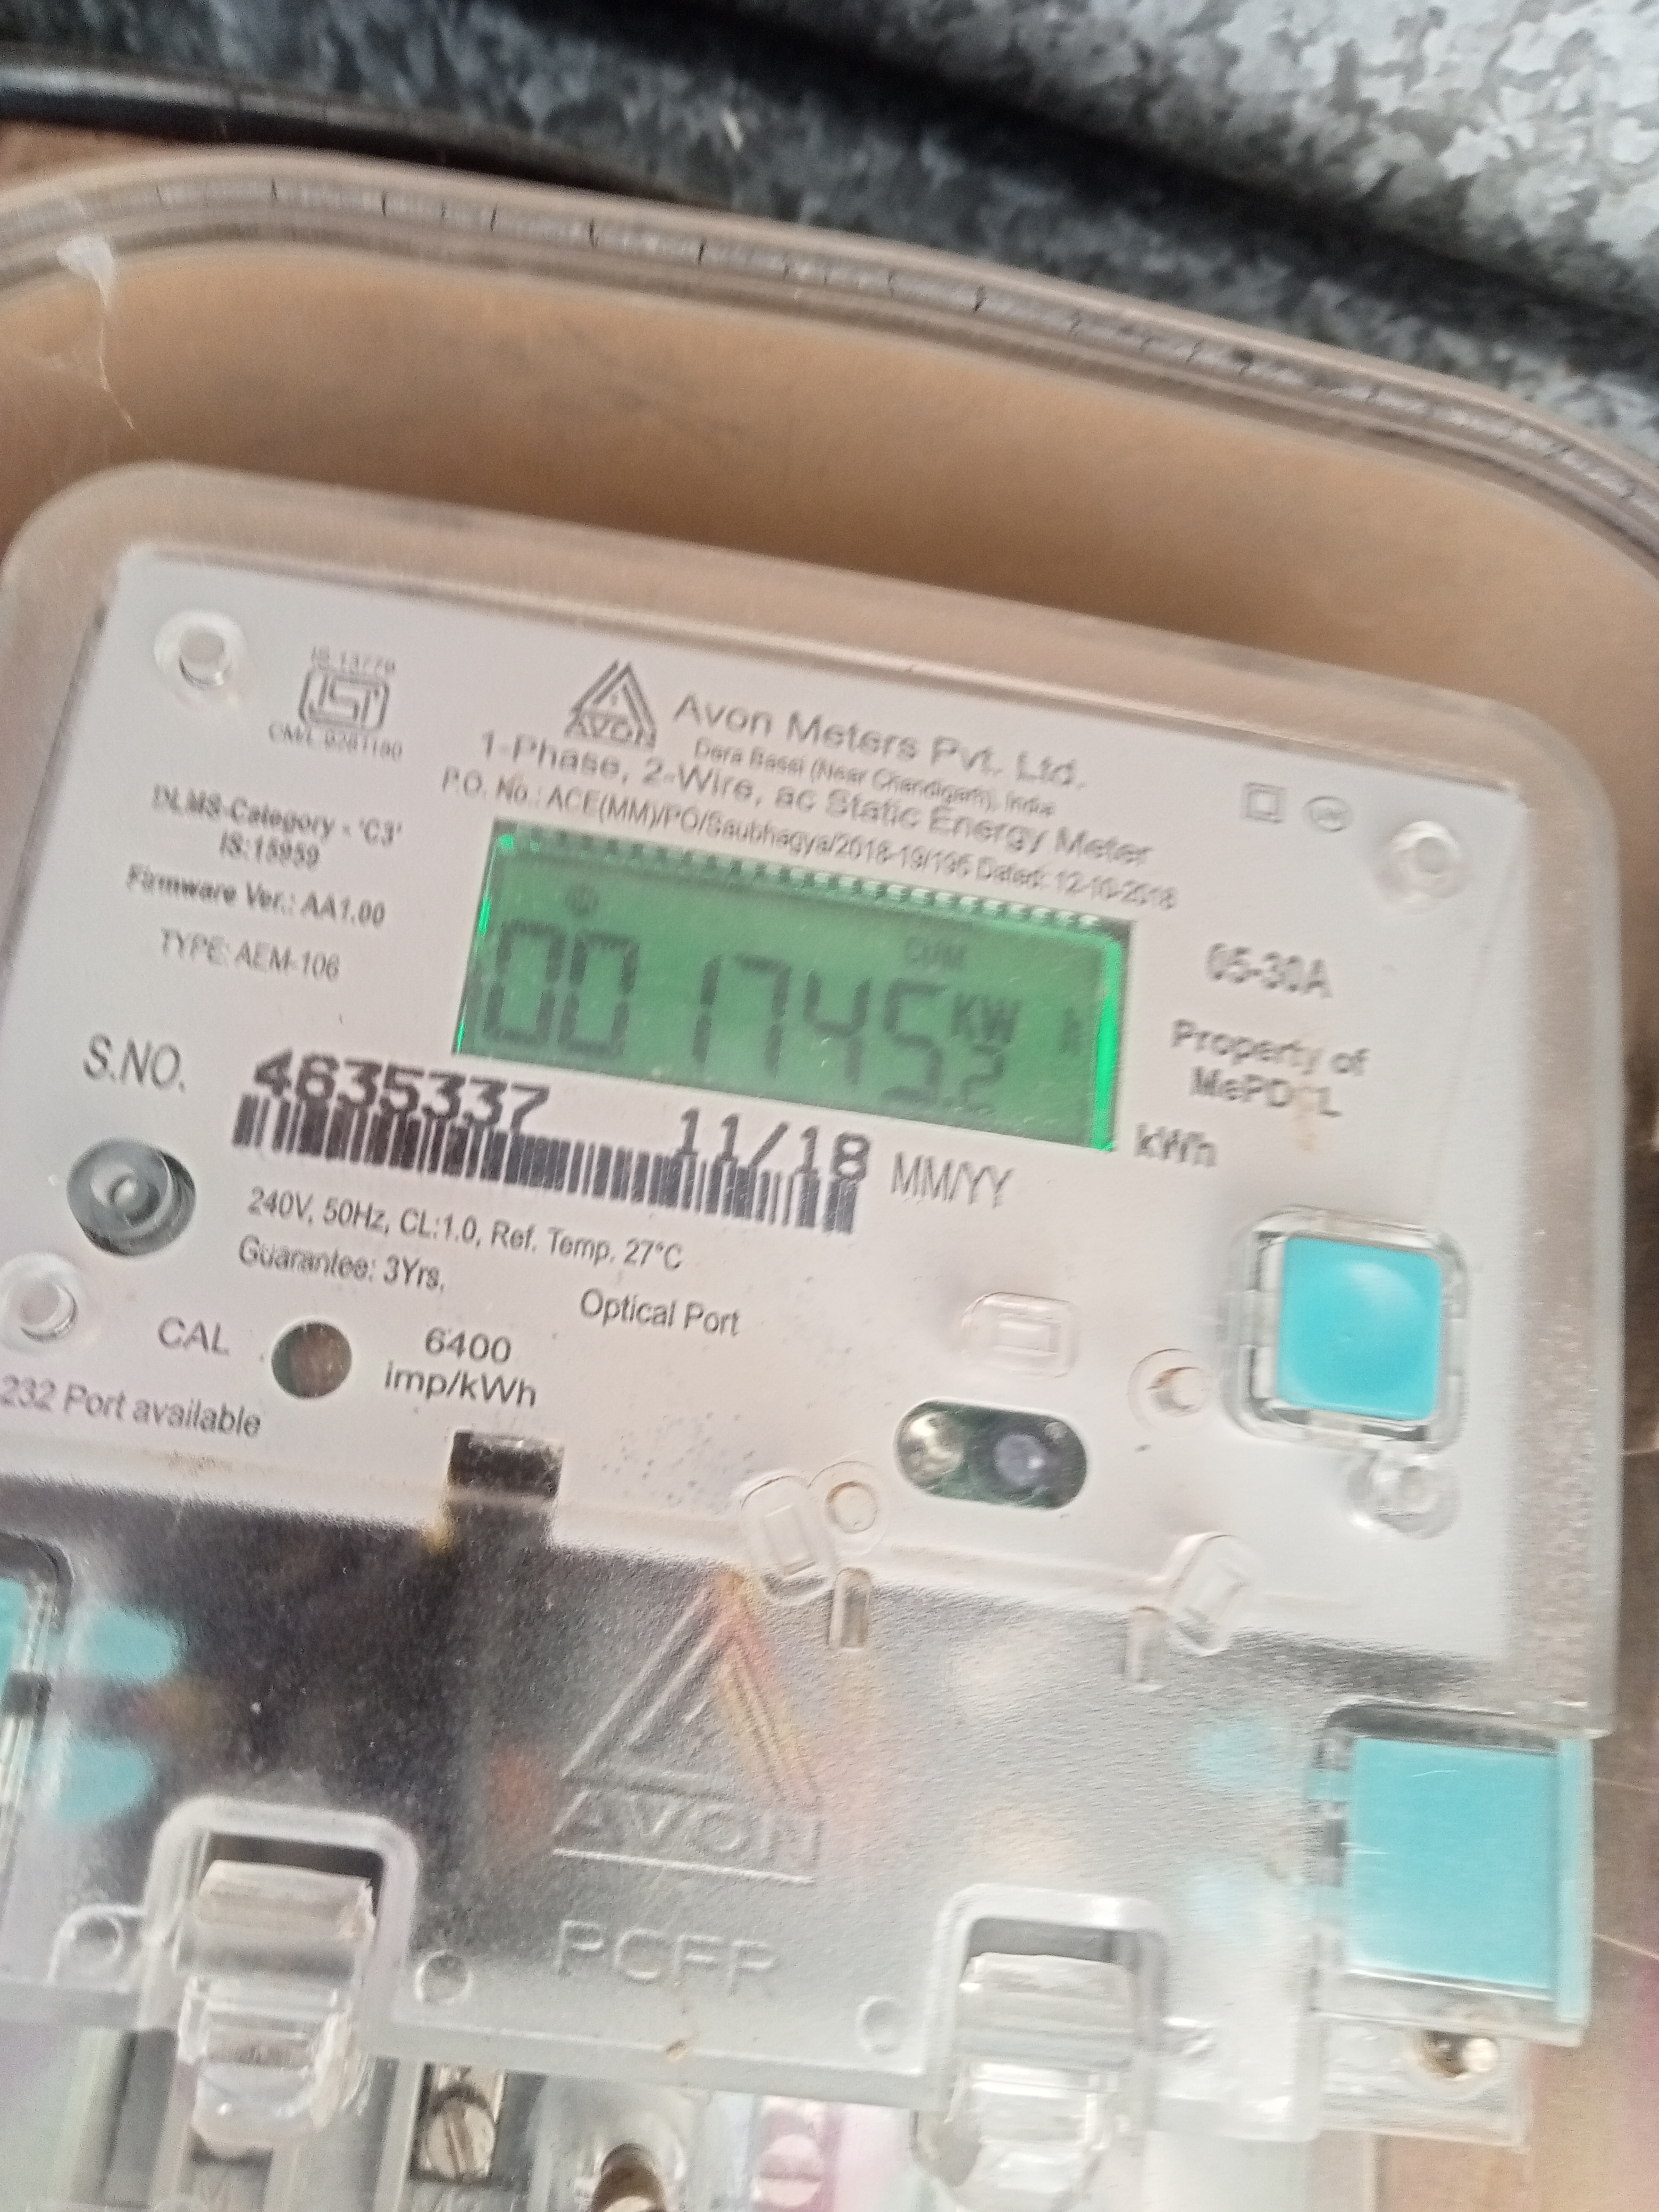 IS 13779
ISI
CM/L 9281180
AVON
Avon Meters Pvt. Ltd.
Dera Bassi (Near Chandigarh), India
1-Phase, 2-Wire, ac Static Energy Meter
P.O. No.: ACE(MM)/PO/Saubhagya/2018-19/195 Dated: 12-10-2018
DLMS-Category - 'C3'
IS:15959
Firmware Ver.: AA1.00
TYPE: AEM-106
CUM
001745.2 KW h
05-30A
Property of
kWh
S.NO. 4635337 11/18 MM/YY
240V, 50Hz, CL:1.0, Ref. Temp. 27°C
Guarantee: 3Yrs.
Optical Port
CAL 6400
imp/kWh
232 Port available
AVON